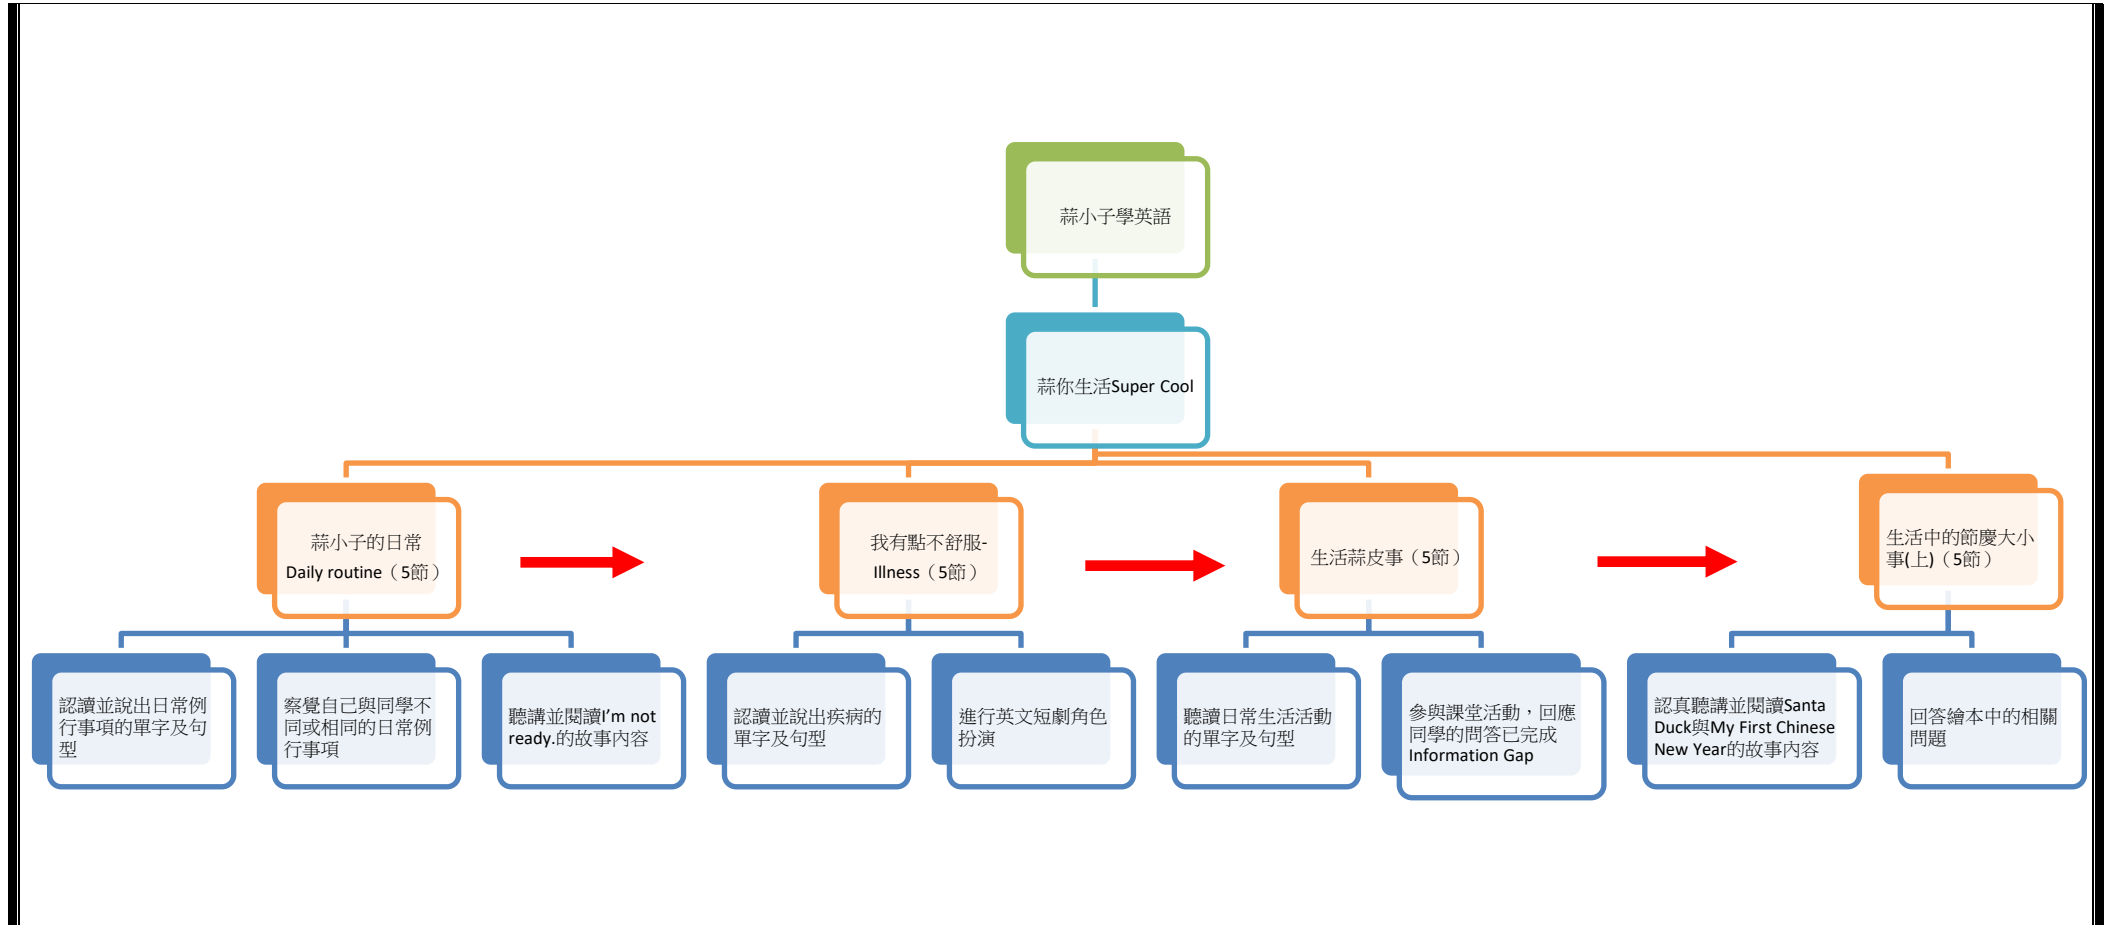 蒜小子學英語
蒜你生活Super Cool
蒜小子的日常
Daily routine（5節）
我有點不舒服-
Illness（5節）
生活蒜皮事（5節）
生活中的節慶大小
事(上)（5節）
認讀並說出日常例
行事項的單字及句
型
察覺自己與同學不
同或相同的日常例
行事項
聽講並閱讀I’m not
ready.的故事內容
認讀並說出疾病的
單字及句型
進行英文短劇角色
扮演
聽讀日常生活活動
的單字及句型
參與課堂活動，回應
同學的問答已完成
Information Gap
認真聽講並閱讀Santa
Duck與My First Chinese
New Year的故事內容
回答繪本中的相關
問題